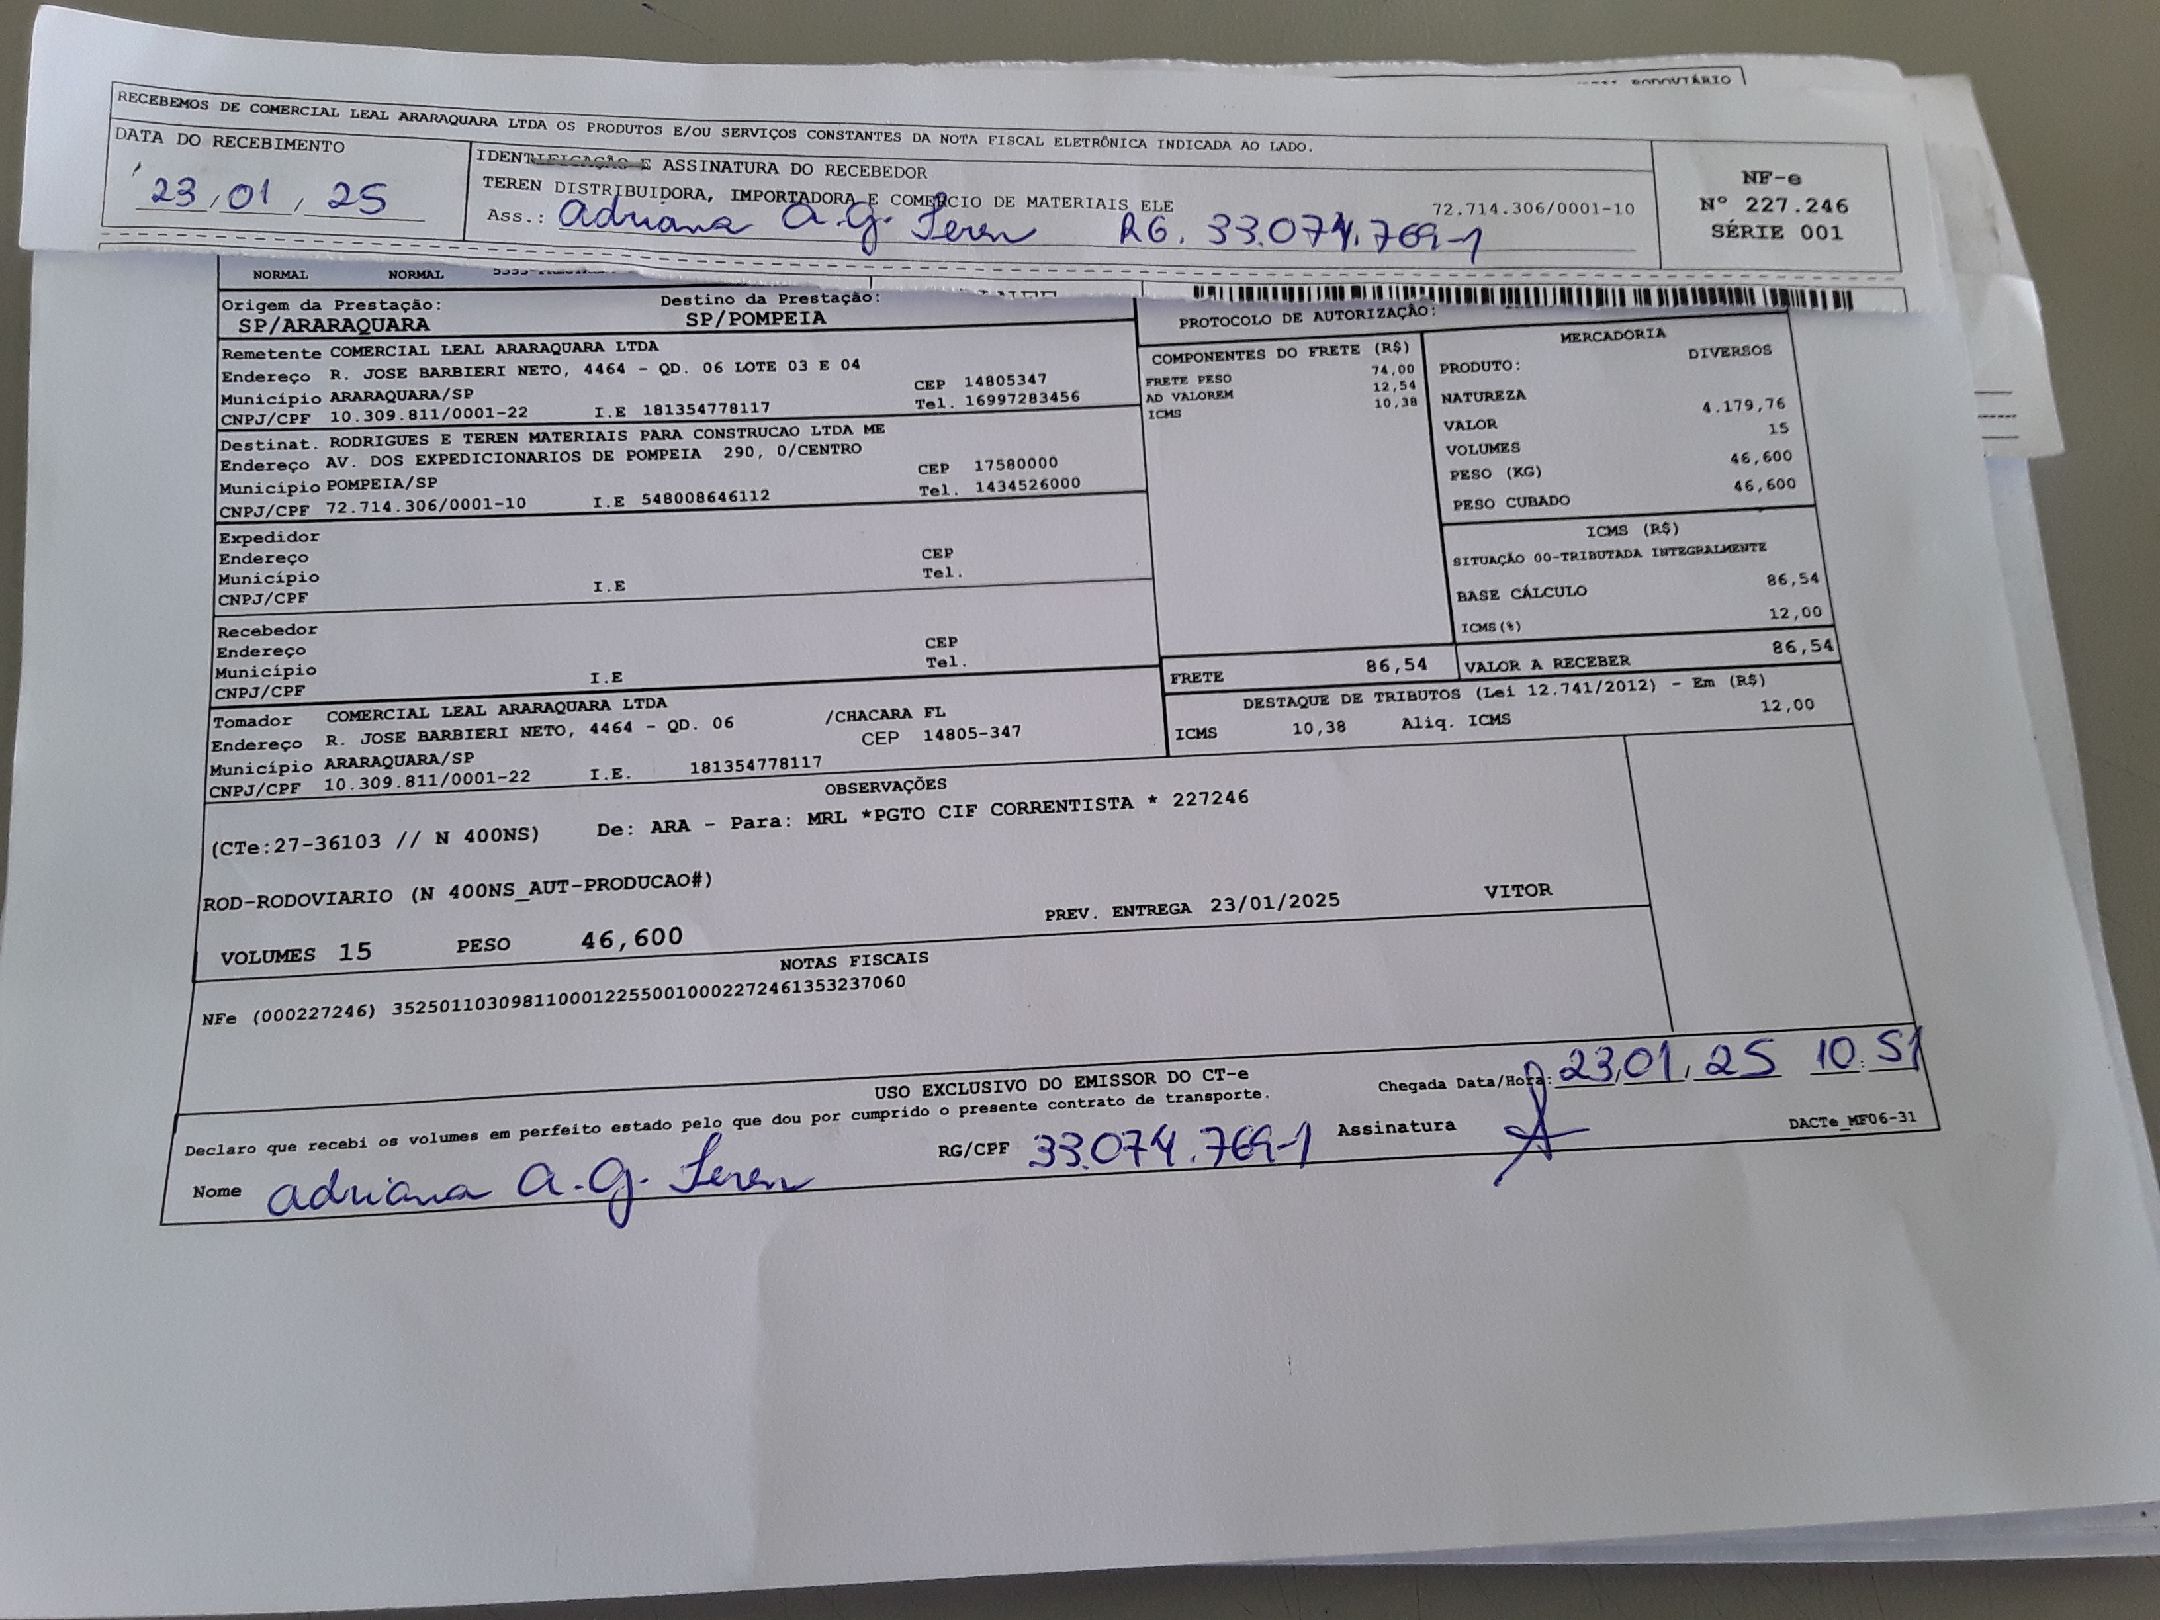 RODOVIÁRIO
RECEBEMOS DE COMERCIAL LEAL ARARAQUARA LTDA OS PRODUTOS E/OU SERVIÇOS CONSTANTES DA NOTA FISCAL ELETRÔNICA INDICADA AO LADO.
DATA DO RECEBIMENTO
23/01/25
IDENTIFICAÇÃO E ASSINATURA DO RECEBEDOR
TEREN DISTRIBUIDORA, IMPORTADORA E COMERCIO DE MATERIAIS ELE 72.714.306/0001-10
Ass.: Adriana A. G. Teren RG. 33.074.769-1
NF-e
Nº 227.246
SÉRIE 001
NORMAL NORMAL
Origem da Prestação: Destino da Prestação:
SP/ARARAQUARA SP/POMPEIA
Remetente COMERCIAL LEAL ARARAQUARA LTDA
Endereço R. JOSE BARBIERI NETO, 4464 - QD. 06 LOTE 03 E 04
Município ARARAQUARA/SP CEP 14805347
CNPJ/CPF 10.309.811/0001-22 I.E 181354778117 Tel. 16997283456
Destinat. RODRIGUES E TEREN MATERIAIS PARA CONSTRUCAO LTDA ME
Endereço AV. DOS EXPEDICIONARIOS DE POMPEIA 290, 0/CENTRO
Município POMPEIA/SP CEP 17580000
CNPJ/CPF 72.714.306/0001-10 I.E 548008646112 Tel. 1434526000
Expedidor
Endereço
Município CEP
CNPJ/CPF I.E Tel.
Recebedor
Endereço
Município CEP
CNPJ/CPF I.E Tel.
Tomador COMERCIAL LEAL ARARAQUARA LTDA
Endereço R. JOSE BARBIERI NETO, 4464 - QD. 06 /CHACARA FL
Município ARARAQUARA/SP CEP 14805-347
CNPJ/CPF 10.309.811/0001-22 I.E. 181354778117
PROTOCOLO DE AUTORIZAÇÃO:
COMPONENTES DO FRETE (R$)
FRETE PESO 74,00
AD VALOREM 12,54
ICMS 10,38
MERCADORIA
PRODUTO: DIVERSOS
NATUREZA
VALOR 4.179,76
VOLUMES 15
PESO (KG) 46,600
PESO CUBADO 46,600
ICMS (R$)
SITUAÇÃO 00-TRIBUTADA INTEGRALMENTE
BASE CÁLCULO 86,54
ICMS(%) 12,00
FRETE 86,54 VALOR A RECEBER 86,54
DESTAQUE DE TRIBUTOS (Lei 12.741/2012) - Em (R$)
ICMS 10,38 Aliq. ICMS 12,00
OBSERVAÇÕES
(CTe:27-36103 // N 400NS) De: ARA - Para: MRL *PGTO CIF CORRENTISTA * 227246
ROD-RODOVIARIO (N 400NS_AUT-PRODUCAO#)
VOLUMES 15 PESO 46,600 PREV. ENTREGA 23/01/2025 VITOR
NOTAS FISCAIS
NFe (000227246) 35250110309811000122550010002272461353237060
USO EXCLUSIVO DO EMISSOR DO CT-e
Chegada Data/Hora: 23/01/25 10:51
Declaro que recebi os volumes em perfeito estado pelo que dou por cumprido o presente contrato de transporte.
Nome Adriana A. G. Teren RG/CPF 33.074.769-1 Assinatura
DACTe_MF06-31